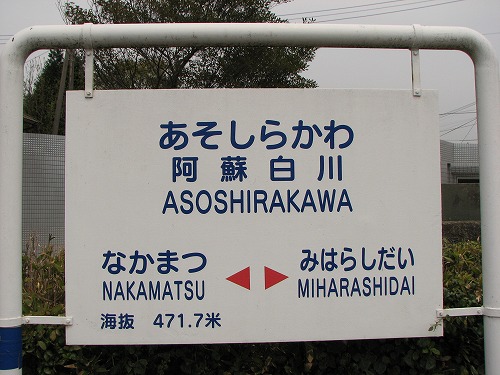 あそしらかわ
阿蘇白川
ASOSHIRAKAWA
なかまつ みはらしだい
NAKAMATSU MIHARASHIDAI
海抜 471.7米